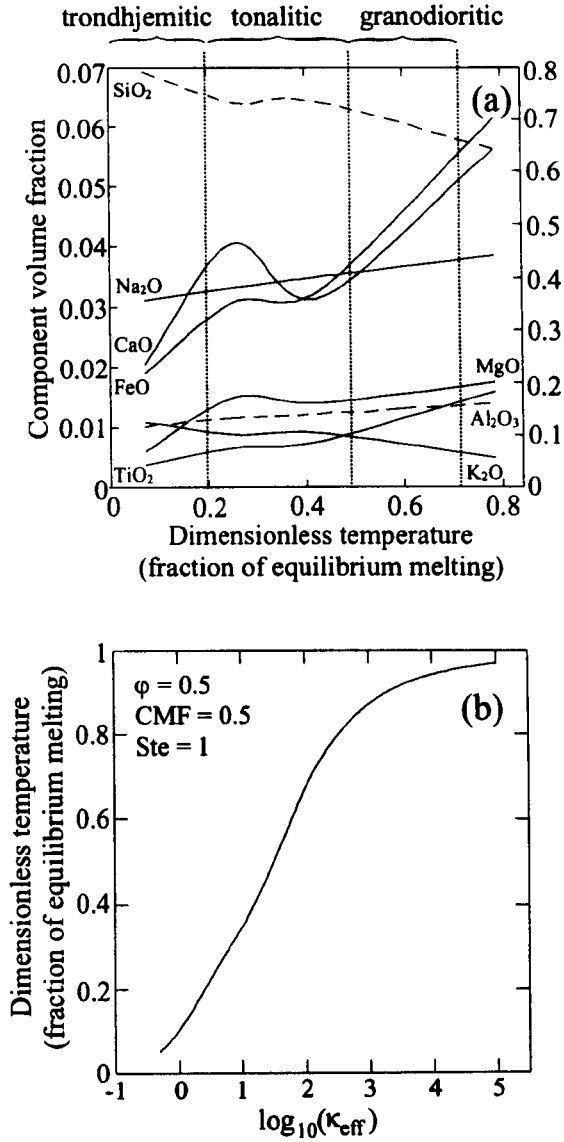 trondhjemitic tonalitic granodioritic
(a)
0.07
0.06
0.05
0.04
0.03
0.02
0.01
0
0.8
0.7
0.6
0.5
0.4
0.3
0.2
0.1
0
Component volume fraction
SiO₂
Na₂O
CaO
FeO
TiO₂
MgO
Al₂O₃
K₂O
0 0.2 0.4 0.6 0.8
Dimensionless temperature
(fraction of equilibrium melting)
(b)
φ = 0.5
CMF = 0.5
Ste = 1
1
0.8
0.6
0.4
0.2
0
Dimensionless temperature
(fraction of equilibrium melting)
-1 0 1 2 3 4 5
log₁₀(κeff)